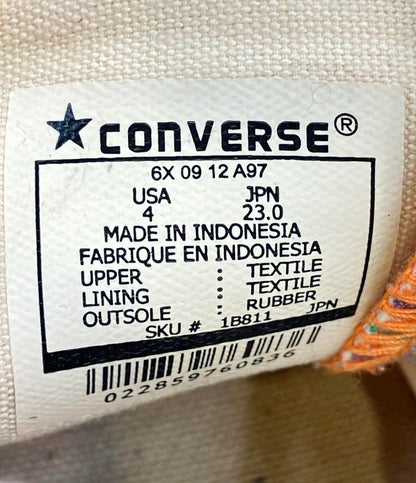 ★CONVERSE®
6X 09 12 A97
USA JPN
4 23.0
MADE IN INDONESIA
FABRIQUE EN INDONESIA
UPPER : TEXTILE
LINING : TEXTILE
OUTSOLE : RUBBER
SKU # 1B811 JPN
022859760836